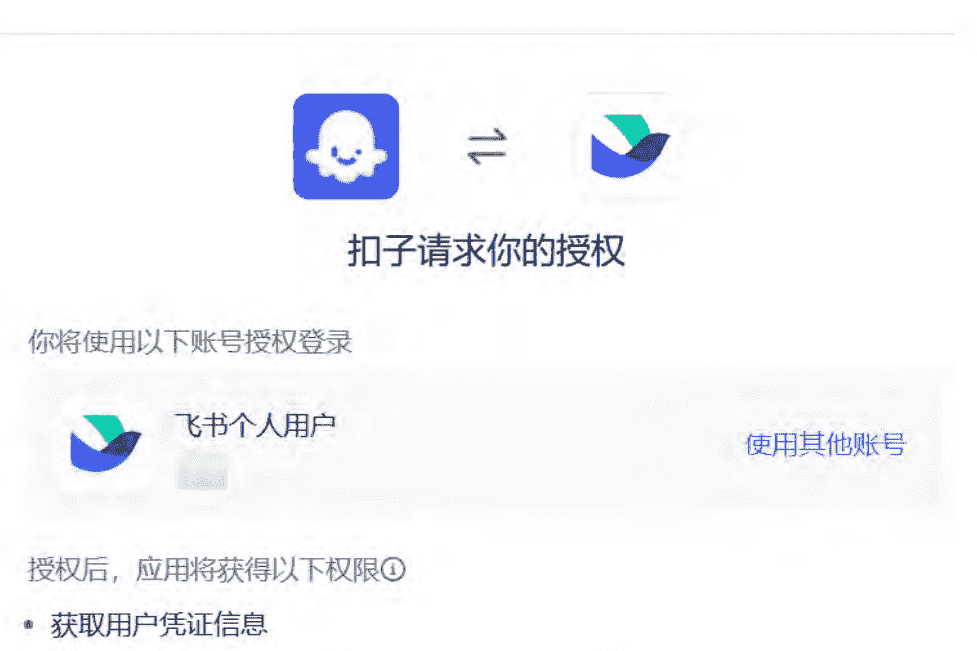 扣子请求你的授权
你将使用以下账号授权登录
飞书个人用户
使用其他账号
授权后，应用将获得以下权限
• 获取用户凭证信息